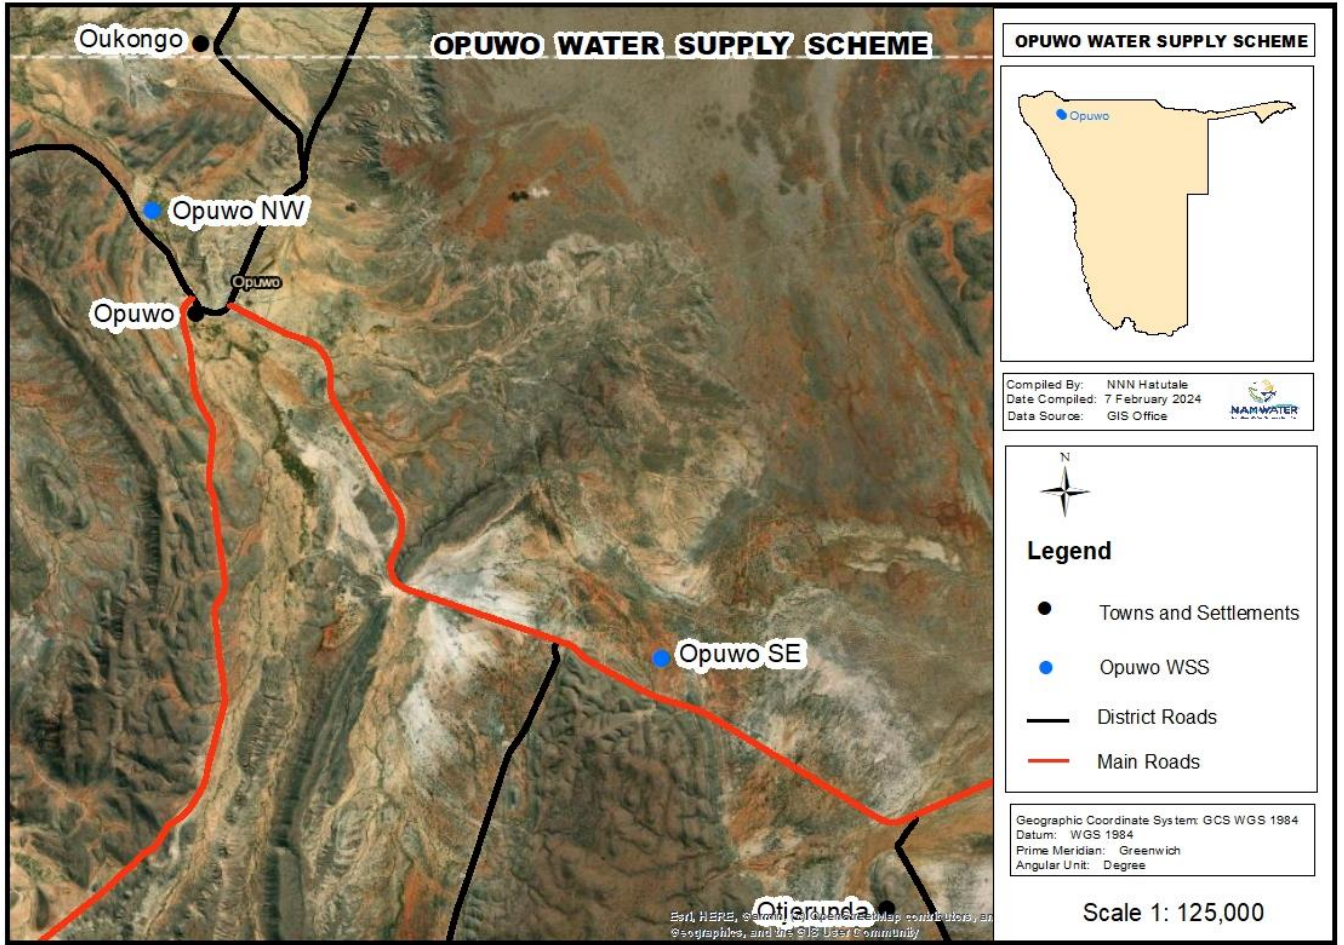 Oukongo
OPUWO WATER SUPPLY SCHEME
Opuwo NW
Opuwo
Opuwo
Opuwo SE
Otjerunda
Esri, HERE, Garmin, (c) OpenStreetMap contributors, an
Geographics, and the GIS User Community
OPUWO WATER SUPPLY SCHEME
Opuwo
Compiled By: NNN Hatutale
Date Compiled: 7 February 2024
Data Source: GIS Office
NAMWATER
N
Legend
Towns and Settlements
Opuwo WSS
District Roads
Main Roads
Geographic Coordinate System: GCS WGS 1984
Datum: WGS 1984
Prime Meridian: Greenwich
Angular Unit: Degree
Scale 1: 125,000